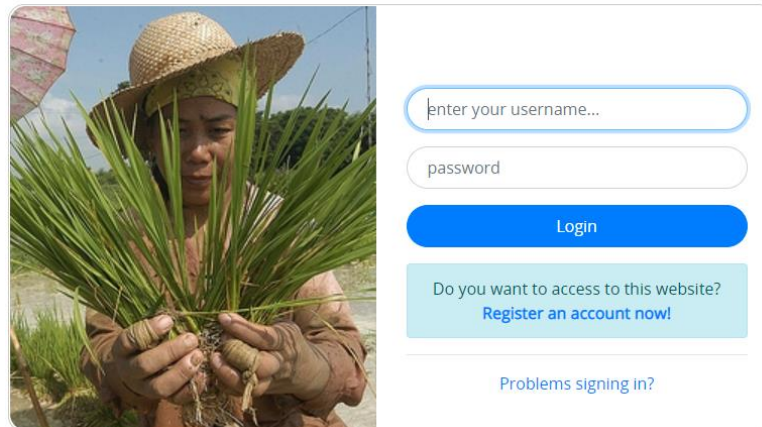 enter your username...
password
Login
Do you want to access to this website?
Register an account now!
Problems signing in?